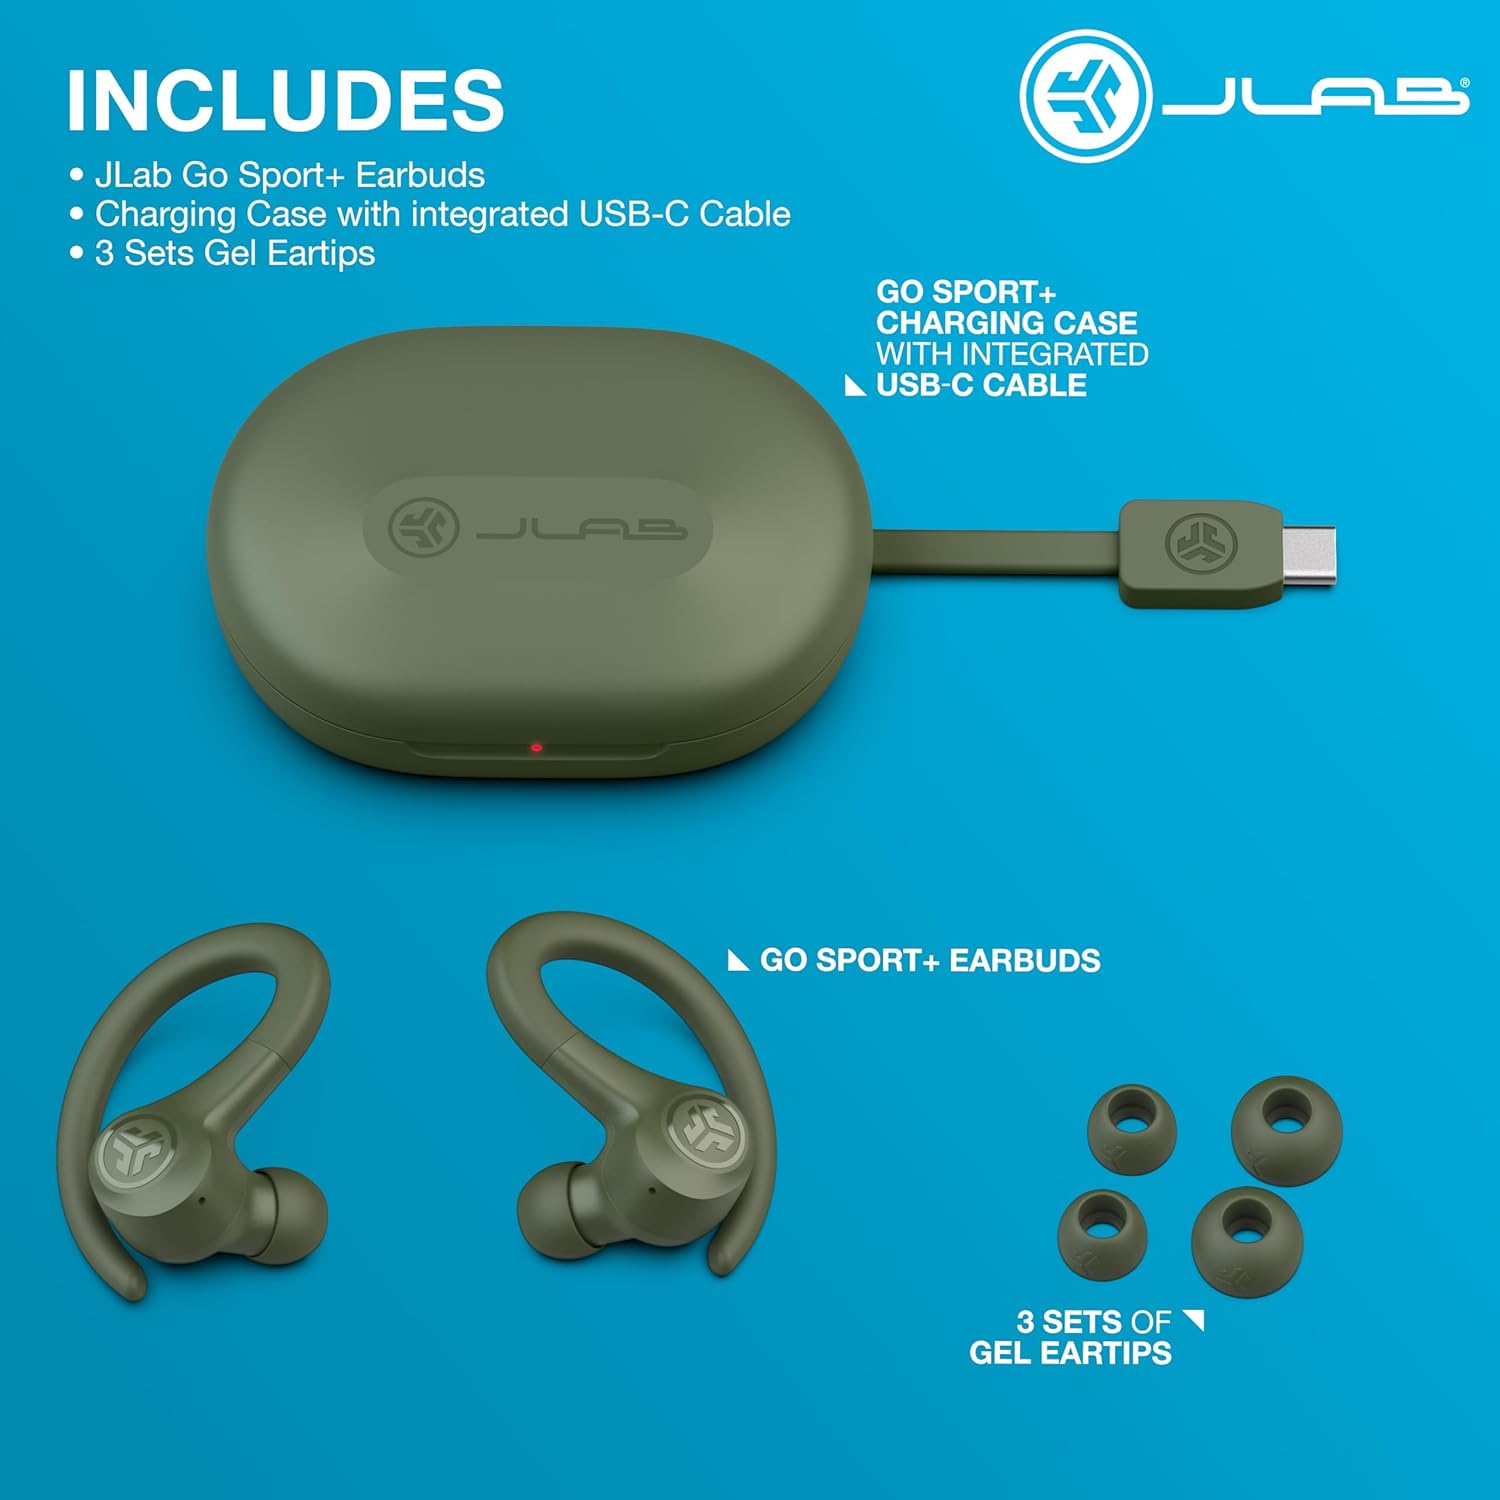 INCLUDES
• JLab Go Sport+ Earbuds
• Charging Case with integrated USB-C Cable
• 3 Sets Gel Eartips
JLAB®
GO SPORT+
CHARGING CASE
WITH INTEGRATED
USB-C CABLE
JLAB
GO SPORT+ EARBUDS
3 SETS OF
GEL EARTIPS